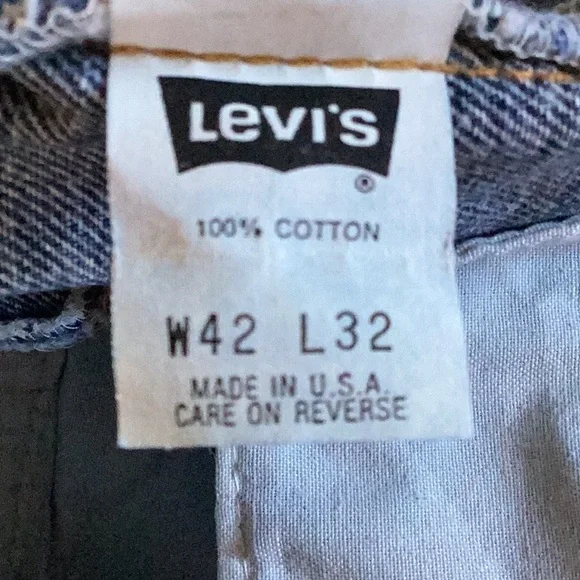 Levi's
®
100% COTTON
W42 L32
MADE IN U.S.A.
CARE ON REVERSE